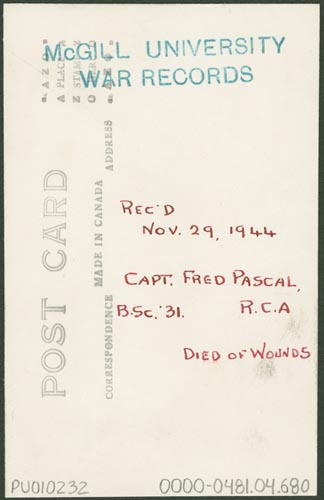 McGILL UNIVERSITY
WAR RECORDS
POST CARD
CORRESPONDENCE MADE IN CANADA ADDRESS
REC'D
NOV. 29, 1944
CAPT. FRED PASCAL,
B.Sc. '31. R.C.A
DIED OF WOUNDS
PU010232 0000-0481.04.680